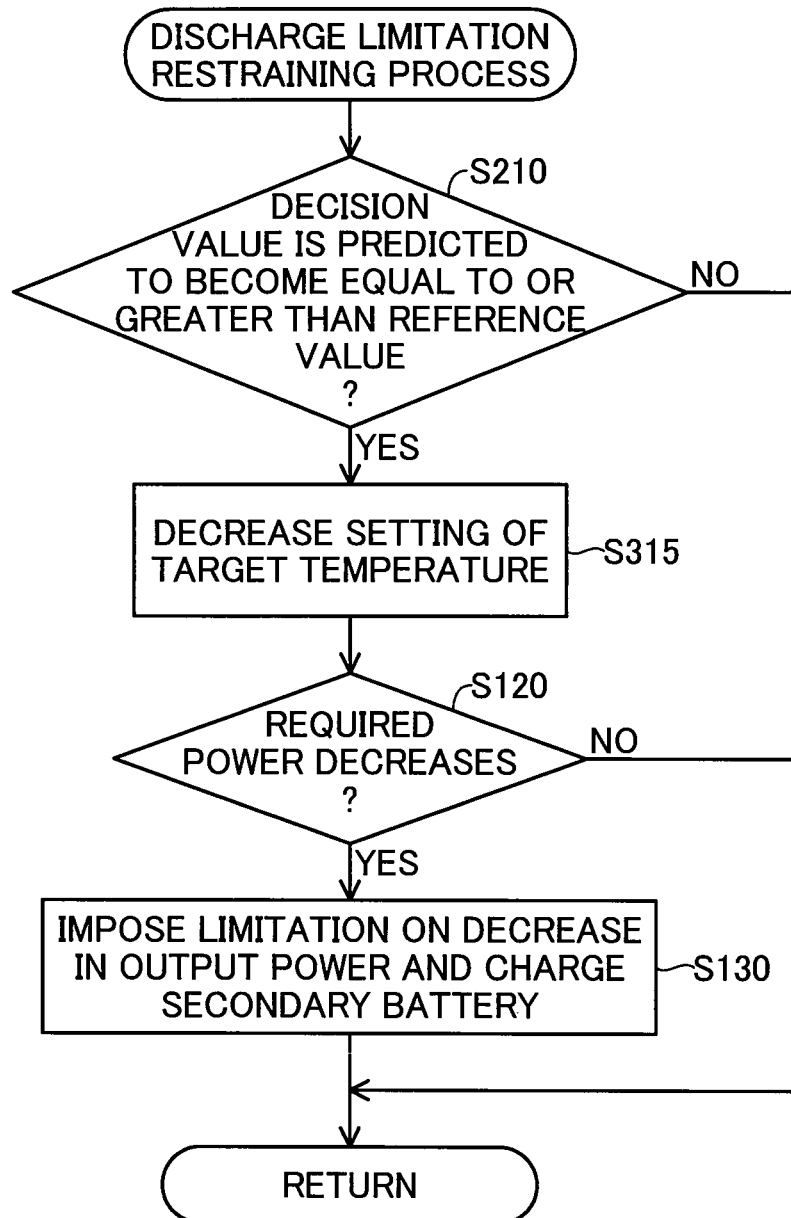 DISCHARGE LIMITATION
RESTRAINING PROCESS
S210
DECISION
VALUE IS PREDICTED
TO BECOME EQUAL TO OR
GREATER THAN REFERENCE
VALUE
?
NO
YES
DECREASE SETTING OF
TARGET TEMPERATURE
S315
S120
REQUIRED
POWER DECREASES
?
NO
YES
IMPOSE LIMITATION ON DECREASE
IN OUTPUT POWER AND CHARGE
SECONDARY BATTERY
S130
RETURN